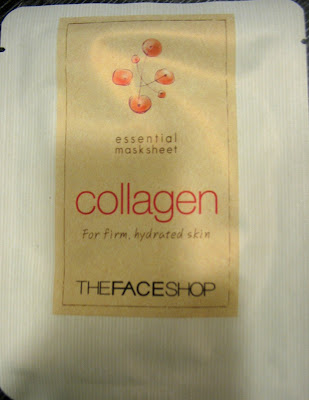 essential
masksheet
collagen
For firm, hydrated skin
THEFACESHOP